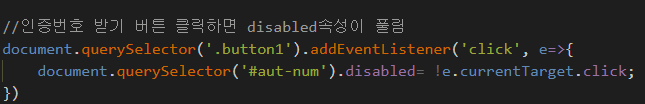 //인증번호 받기 버튼 클릭하면 disabled속성이 풀림
document.querySelector('.button1').addEventListener('click', e=>{
    document.querySelector('#aut-num').disabled= !e.currentTarget.click;
})